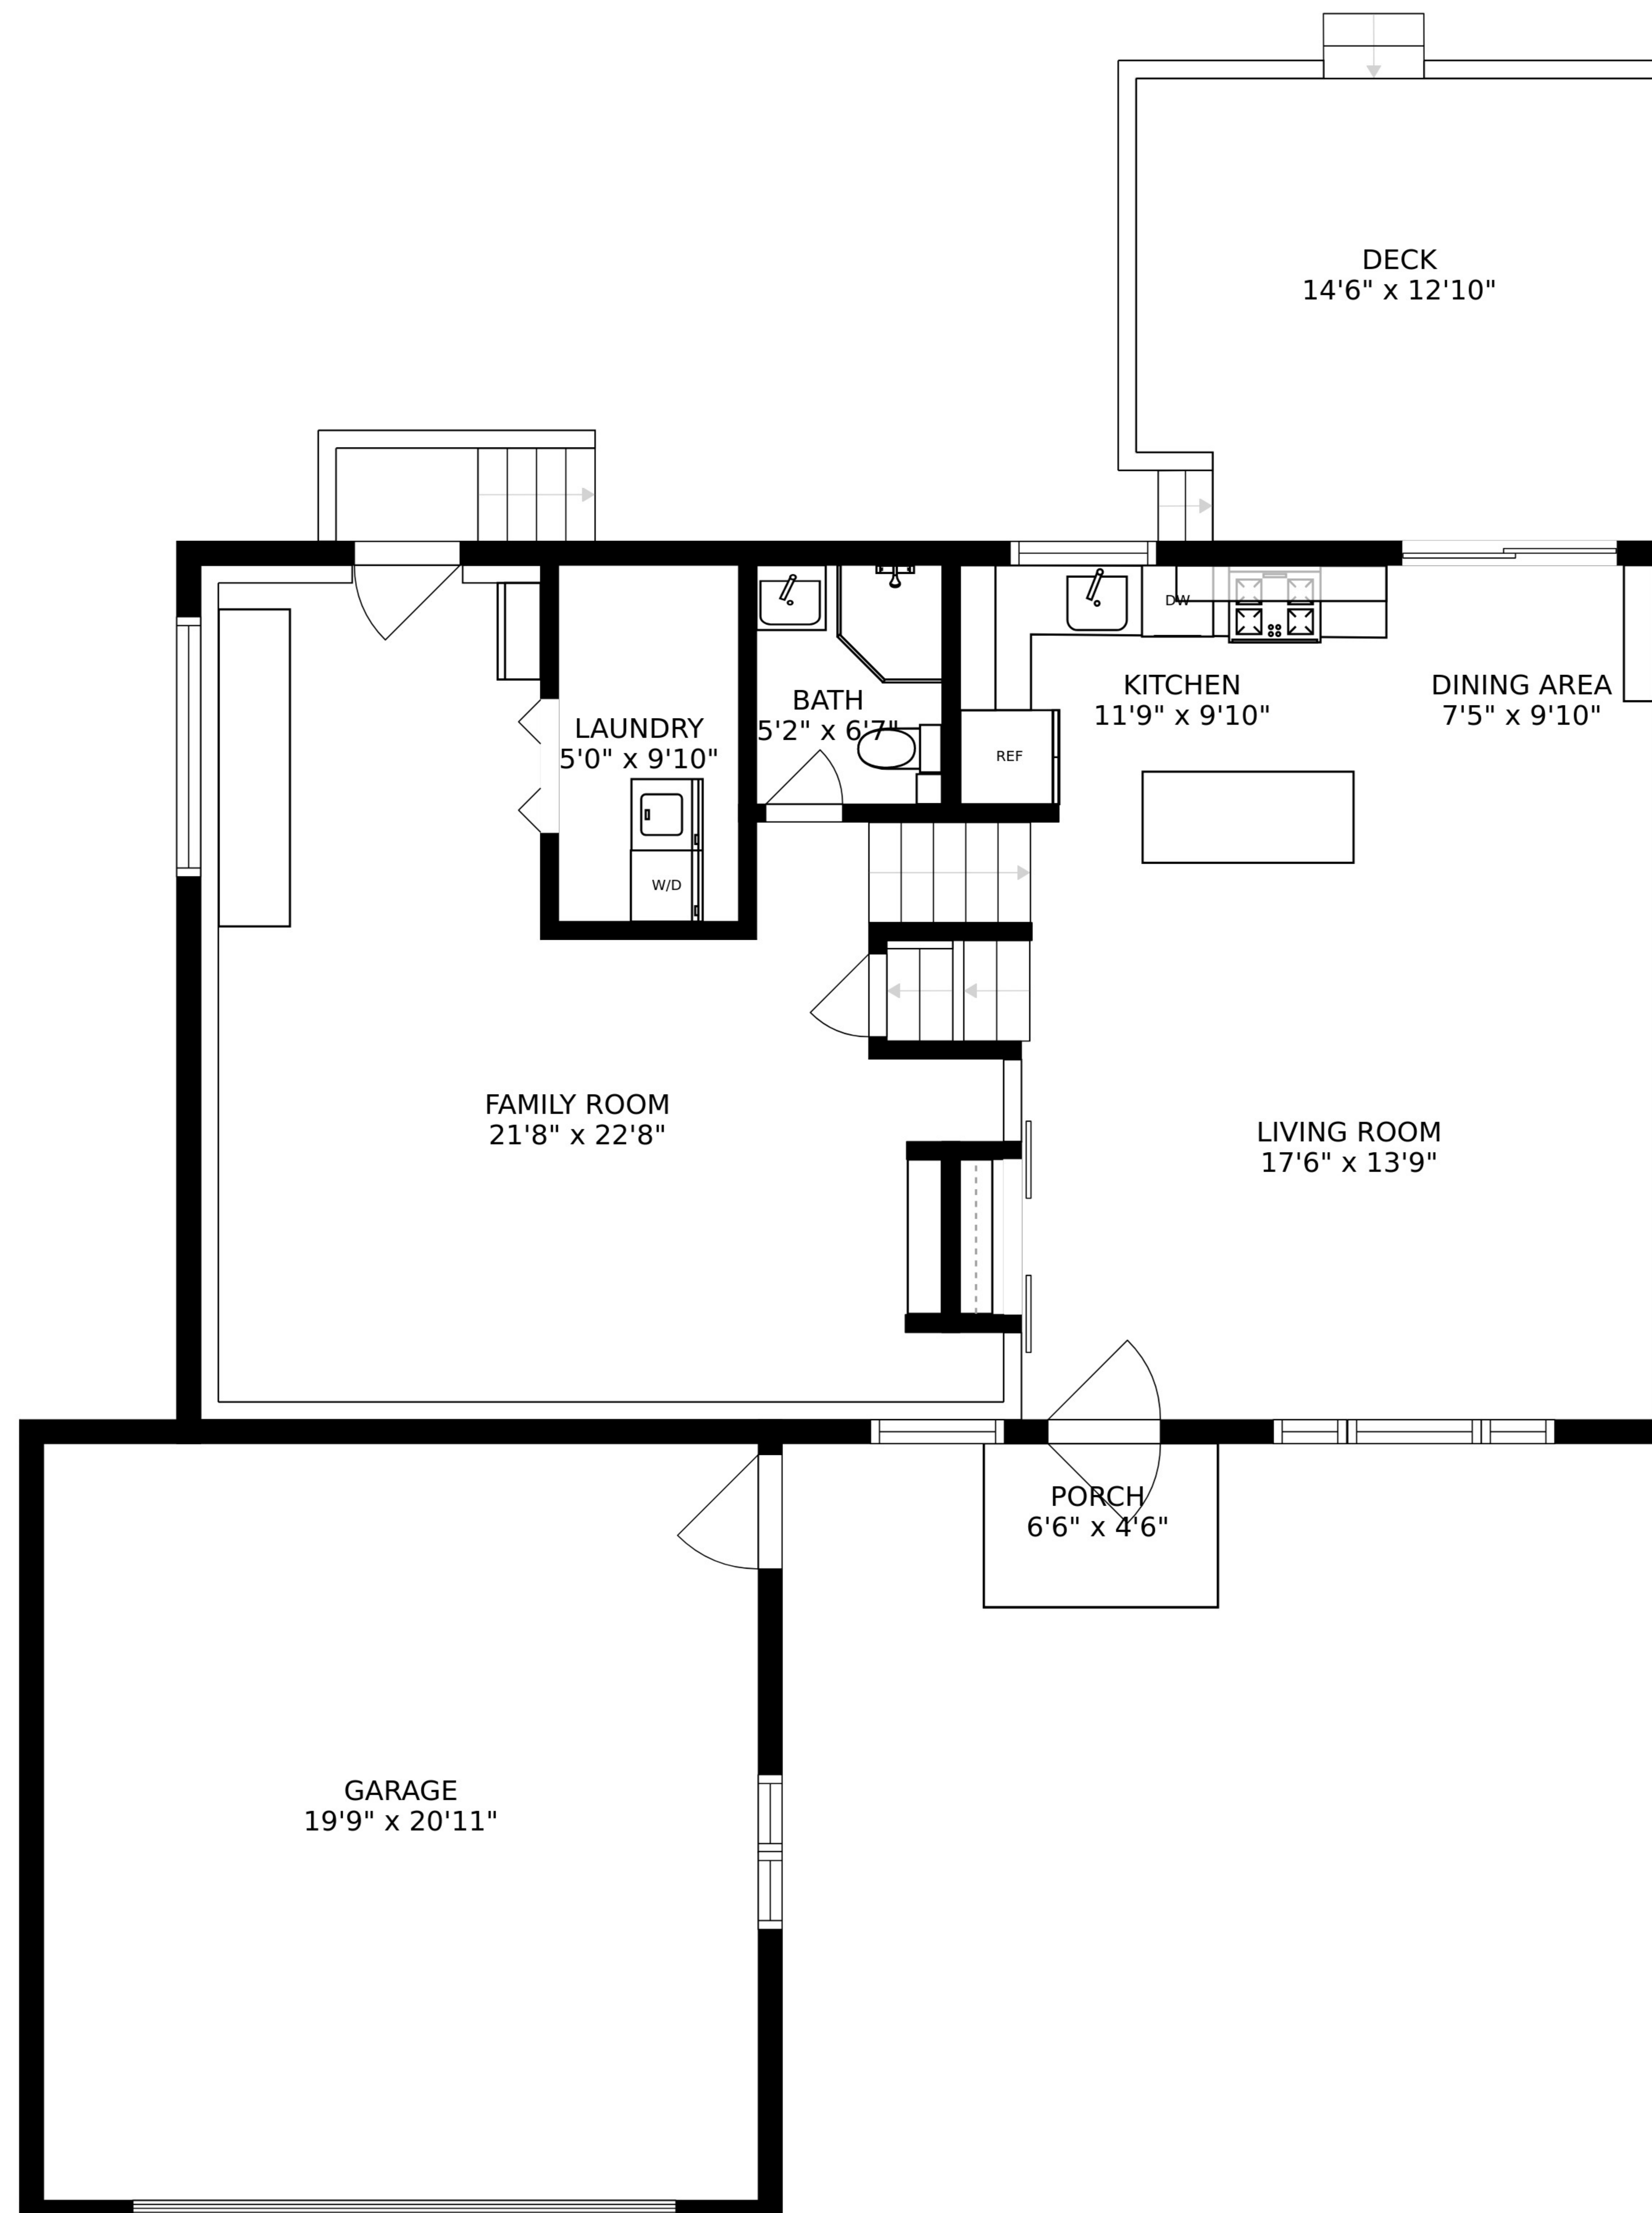 DECK
14'6" x 12'10"
DW
KITCHEN
11'9" x 9'10"
DINING AREA
7'5" x 9'10"
BATH
5'2" x 6'7"
LAUNDRY
5'0" x 9'10"
REF
W/D
FAMILY ROOM
21'8" x 22'8"
LIVING ROOM
17'6" x 13'9"
PORCH
6'6" x 4'6"
GARAGE
19'9" x 20'11"